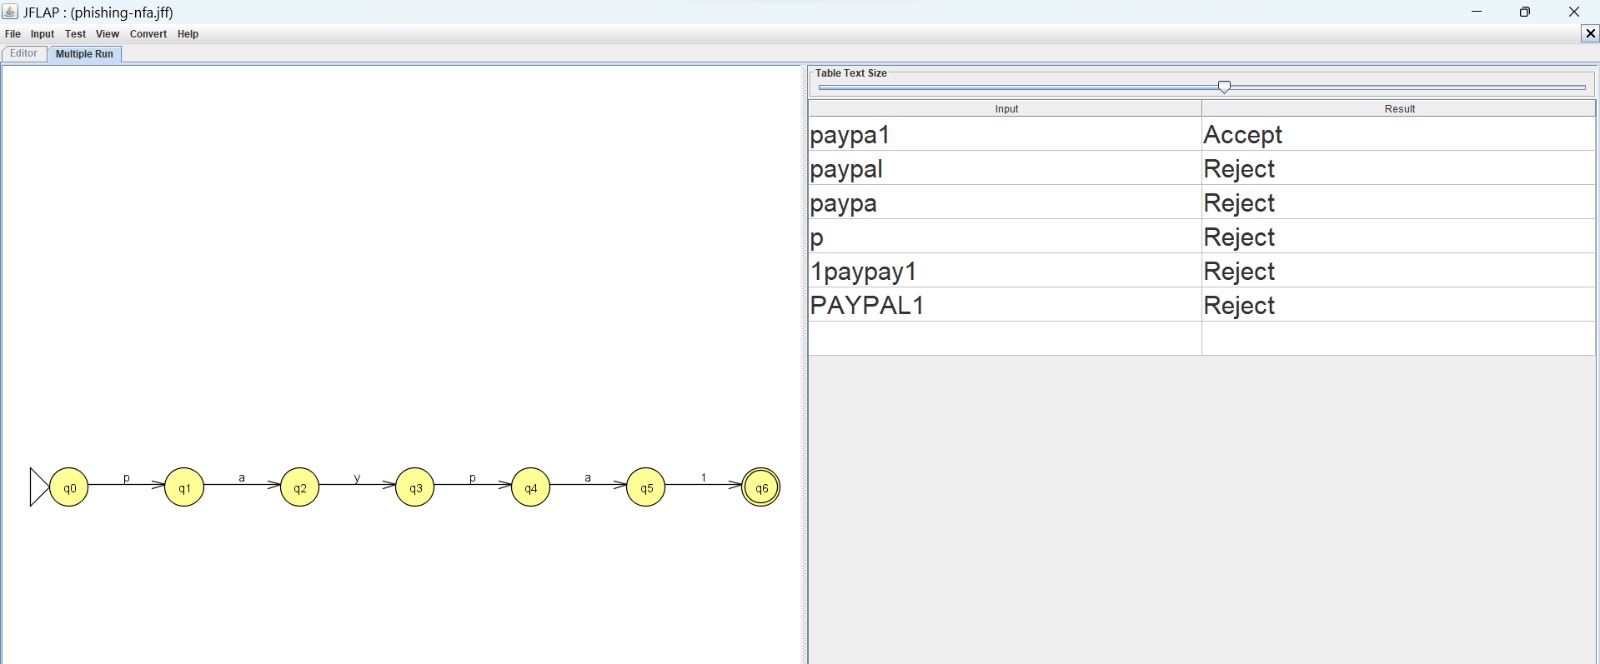 JFLAP : (phishing-nfa.jff)
File Input Test View Convert Help
Editor Multiple Run
Table Text Size
Input Result
paypa1 Accept
paypal Reject
paypa Reject
p Reject
1paypay1 Reject
PAYPAL1 Reject
p a y p a 1
q0 q1 q2 q3 q4 q5 q6